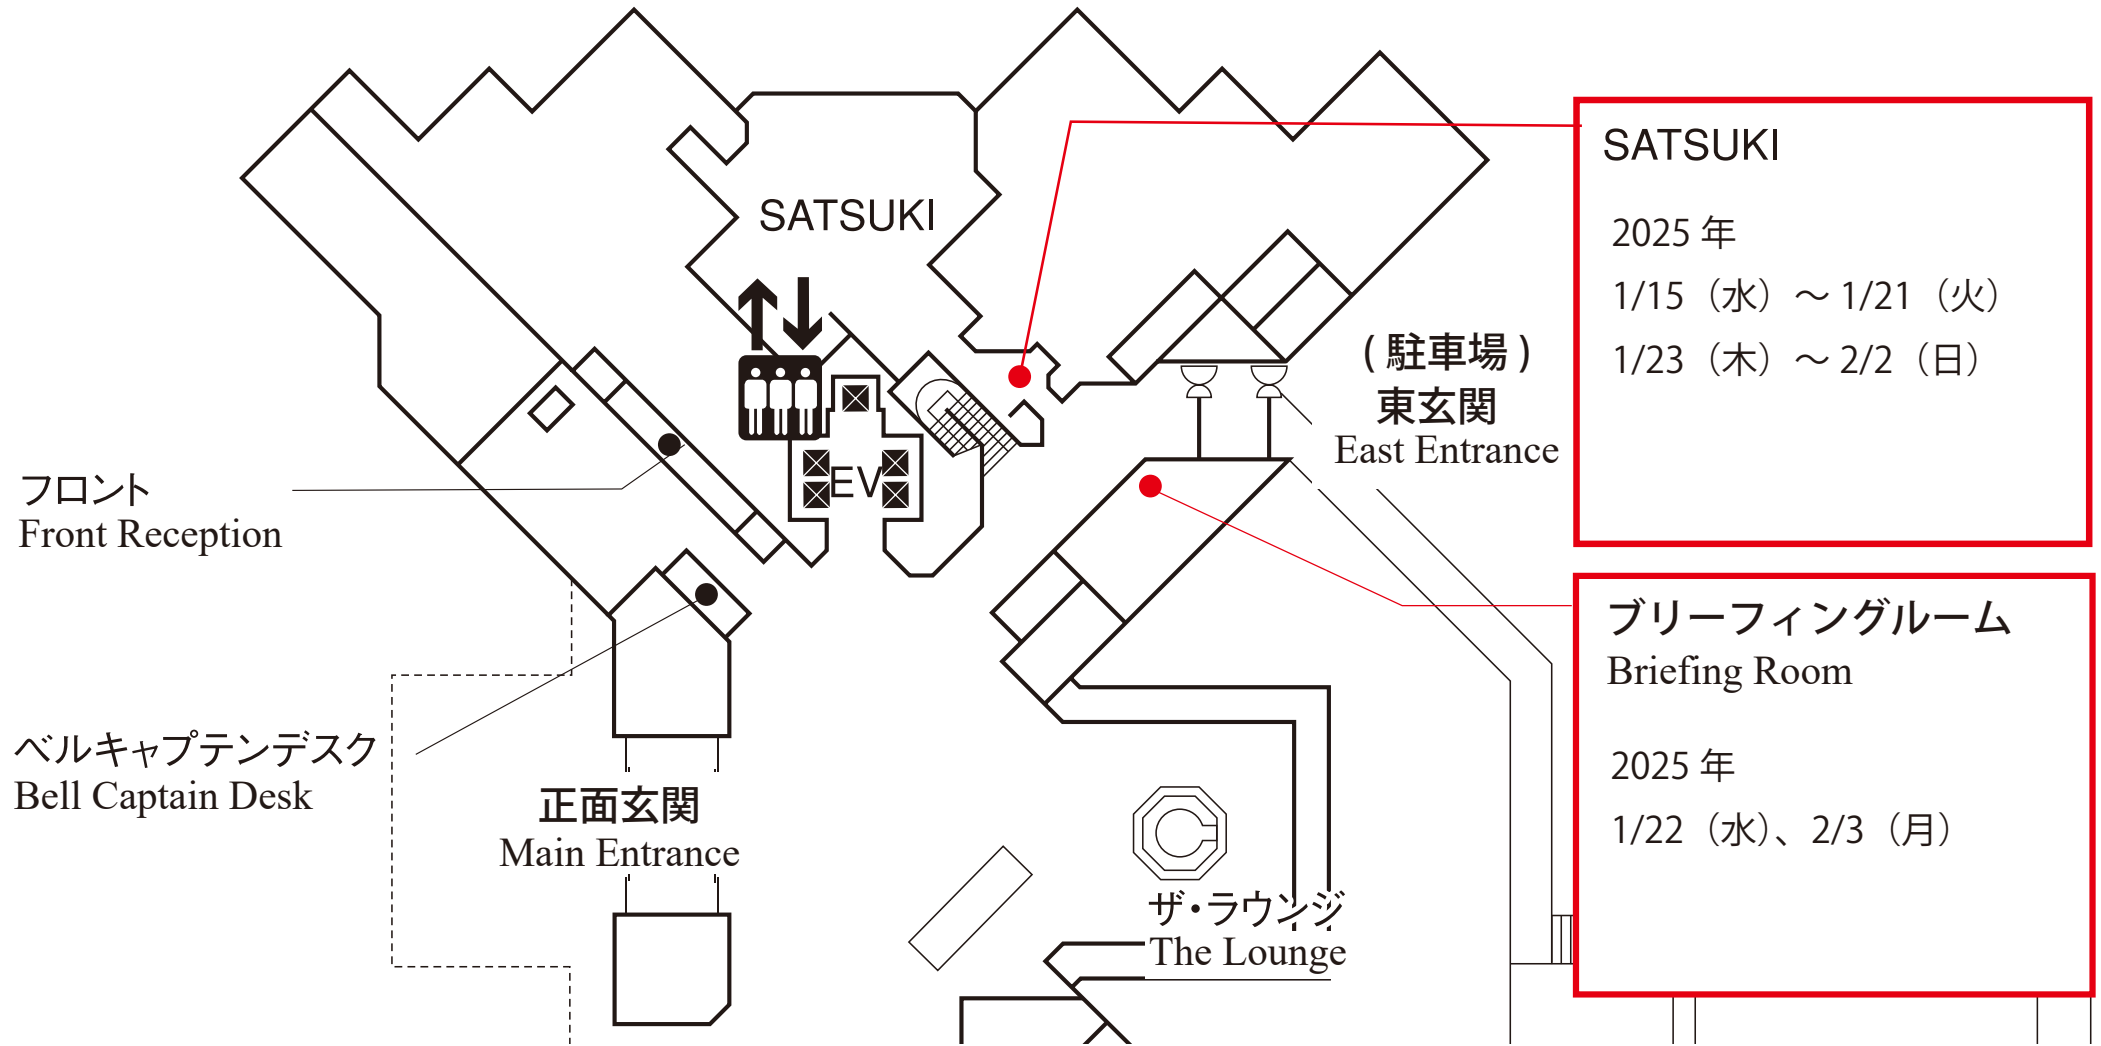 SATSUKI
EV
フロント
Front Reception
ベルキャプテンデスク
Bell Captain Desk
正面玄関
Main Entrance
(駐車場)
東玄関
East Entrance
ザ・ラウンジ
The Lounge
SATSUKI
2025 年
1/15（水）～ 1/21（火）
1/23（木）～ 2/2（日）
ブリーフィングルーム
Briefing Room
2025 年
1/22（水）、2/3（月）